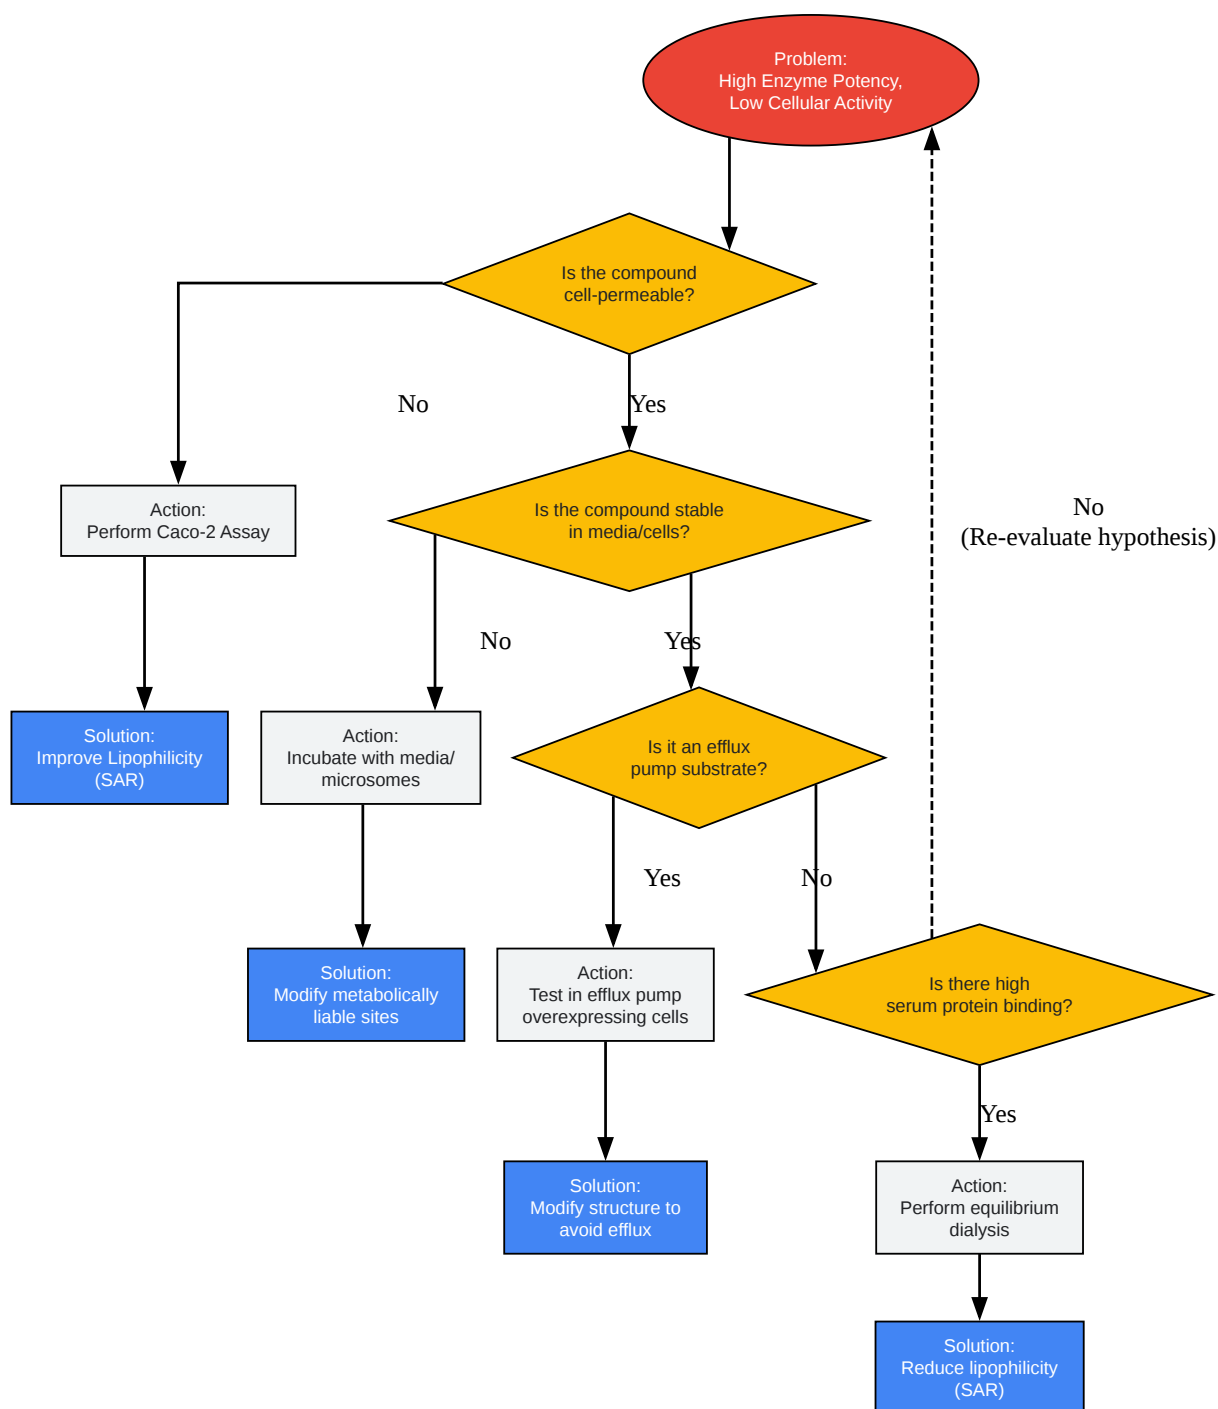 Problem:
High Enzyme Potency,
Low Cellular Activity
Is the compound
cell-permeable?
No
Yes
Action:
Perform Caco-2 Assay
Is the compound stable
in media/cells?
No
(Re-evaluate hypothesis)
No
Yes
Solution:
Improve Lipophilicity
(SAR)
Action:
Incubate with media/
microsomes
Is it an efflux
pump substrate?
Yes
No
Solution:
Modify metabolically
liable sites
Action:
Test in efflux pump
overexpressing cells
Is there high
serum protein binding?
Yes
Solution:
Modify structure to
avoid efflux
Action:
Perform equilibrium
dialysis
Solution:
Reduce lipophilicity
(SAR)